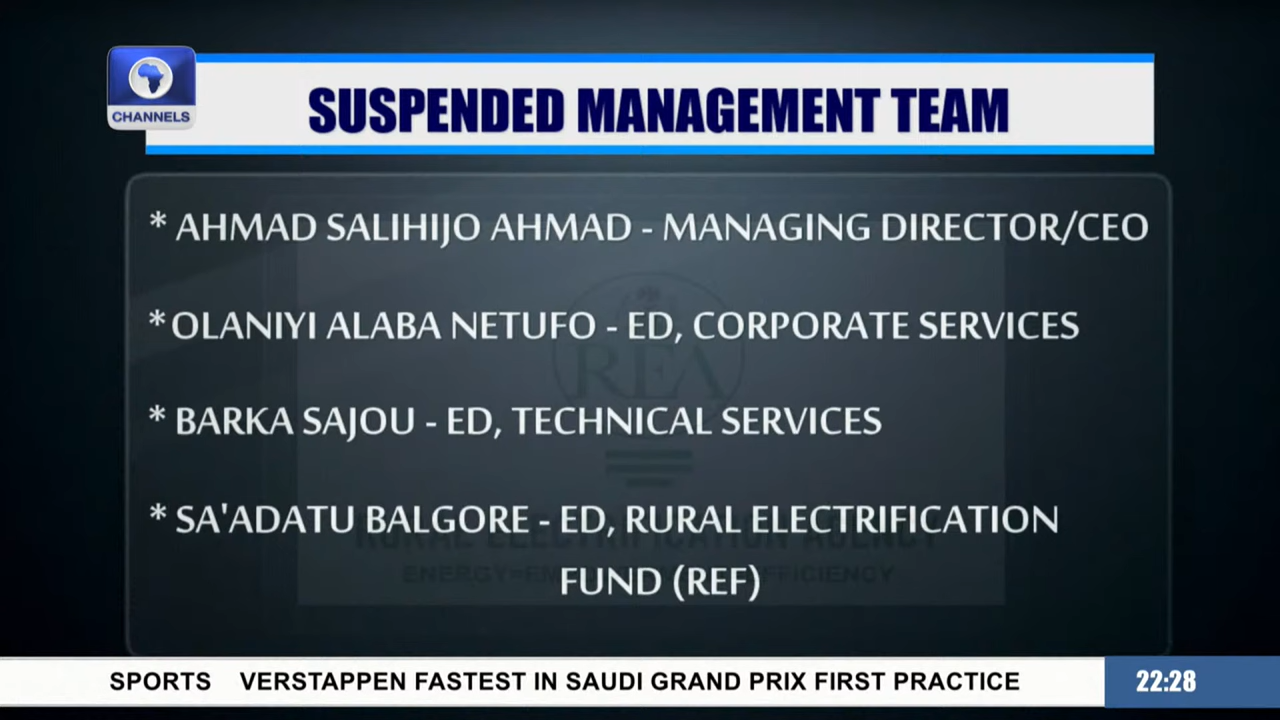 CHANNELS
SUSPENDED MANAGEMENT TEAM
* AHMAD SALIHIJO AHMAD - MANAGING DIRECTOR/CEO
* OLANIYI ALABA NETUFO - ED, CORPORATE SERVICES
* BARKA SAJOU - ED, TECHNICAL SERVICES
REA
* SA'ADATU BALGORE - ED, RURAL ELECTRIFICATION
FUND (REF)
SPORTS VERSTAPPEN FASTEST IN SAUDI GRAND PRIX FIRST PRACTICE
22:28